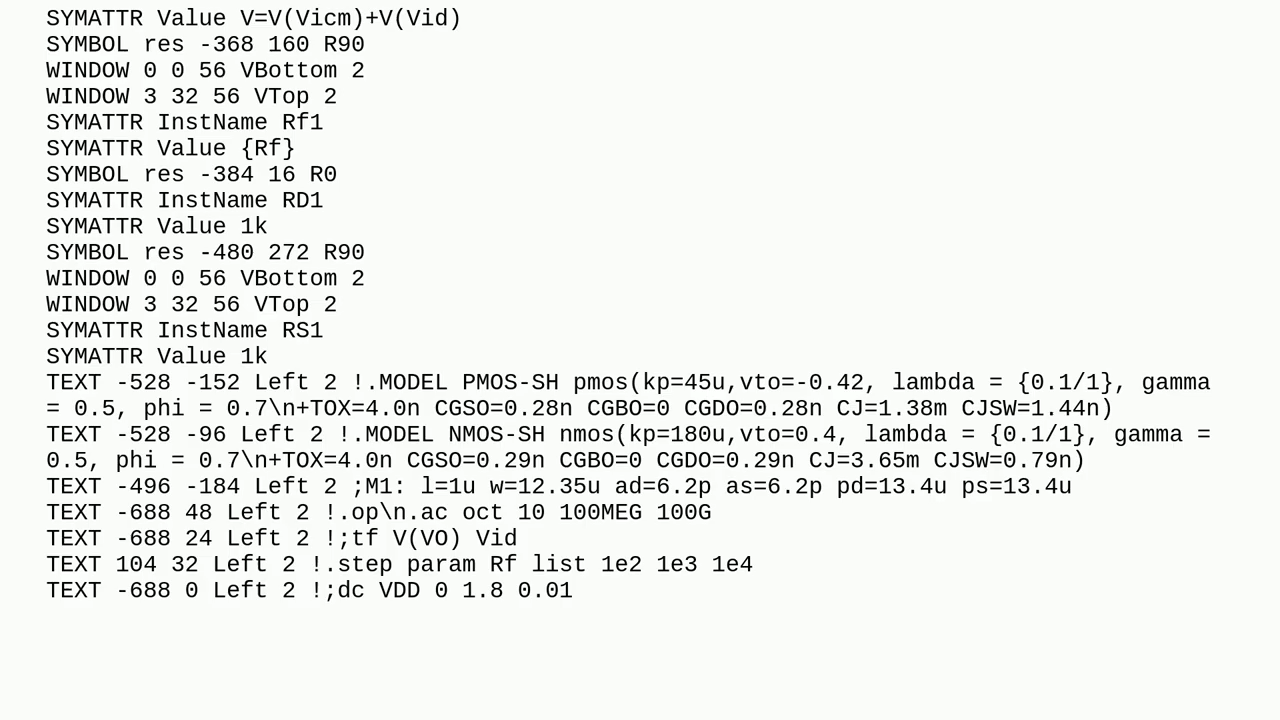 SYMATTR Value V=V(Vicm)+V(Vid)
SYMBOL res -368 160 R90
WINDOW 0 0 56 VBottom 2
WINDOW 3 32 56 VTop 2
SYMATTR InstName Rf1
SYMATTR Value {Rf}
SYMBOL res -384 16 R0
SYMATTR InstName RD1
SYMATTR Value 1k
SYMBOL res -480 272 R90
WINDOW 0 0 56 VBottom 2
WINDOW 3 32 56 VTop 2
SYMATTR InstName RS1
SYMATTR Value 1k
TEXT -528 -152 Left 2 !.MODEL PMOS-SH pmos(kp=45u,vto=-0.42, lambda = {0.1/1}, gamma
= 0.5, phi = 0.7\n+TOX=4.0n CGSO=0.28n CGBO=0 CGDO=0.28n CJ=1.38m CJSW=1.44n)
TEXT -528 -96 Left 2 !.MODEL NMOS-SH nmos(kp=180u,vto=0.4, lambda = {0.1/1}, gamma =
0.5, phi = 0.7\n+TOX=4.0n CGSO=0.29n CGBO=0 CGDO=0.29n CJ=3.65m CJSW=0.79n)
TEXT -496 -184 Left 2 ;M1: l=1u w=12.35u ad=6.2p as=6.2p pd=13.4u ps=13.4u
TEXT -688 48 Left 2 !.op\n.ac oct 10 100MEG 100G
TEXT -688 24 Left 2 !;tf V(VO) Vid
TEXT 104 32 Left 2 !.step param Rf list 1e2 1e3 1e4
TEXT -688 0 Left 2 !;dc VDD 0 1.8 0.01